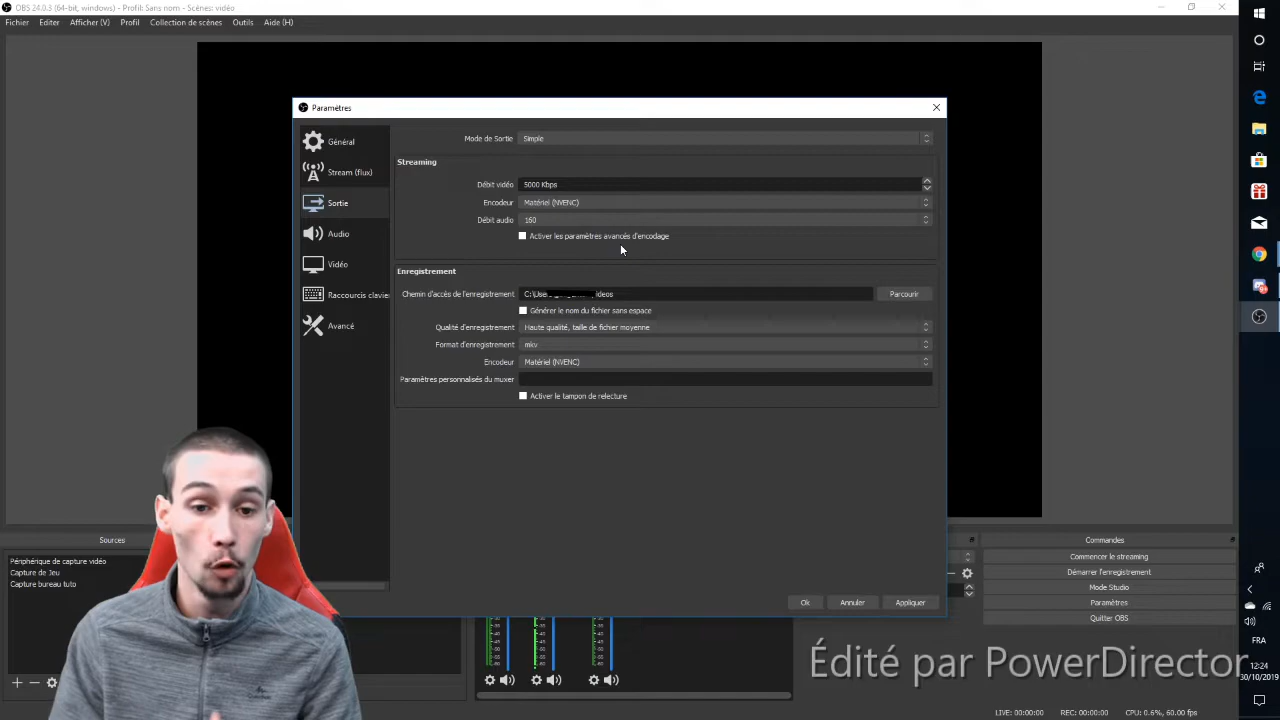 OBS 24.0.3 (64-bit, windows) - Profil: Sans nom - Scènes: vidéo
Fichier Editer Afficher (V) Profil Collection de scènes Outils Aide (H)
Paramètres
Général
Stream (flux)
Sortie
Audio
Vidéo
Raccourcis clavier
Avancé
Mode de Sortie Simple
Streaming
Débit vidéo 5000 Kbps
Encodeur Matériel (NVENC)
Débit audio 160
Activer les paramètres avancés d'encodage
Enregistrement
Chemin d'accès de l'enregistrement C:\Users ideos Parcourir
Générer le nom du fichier sans espace
Qualité d'enregistrement Haute qualité, taille de fichier moyenne
Format d'enregistrement mkv
Encodeur Matériel (NVENC)
Paramètres personnalisés du muxer
Activer le tampon de relecture
Ok Annuler Appliquer
Sources
Périphérique de capture vidéo
Capture de Jeu
Capture bureau tuto
Commandes
Commencer le streaming
Démarrer l'enregistrement
Mode Studio
Paramètres
Quitter OBS
Édité par PowerDirector
LIVE: 00:00:00 REC: 00:00:00 CPU: 0.6%, 60.00 fps
FRA
12:24
30/10/2019